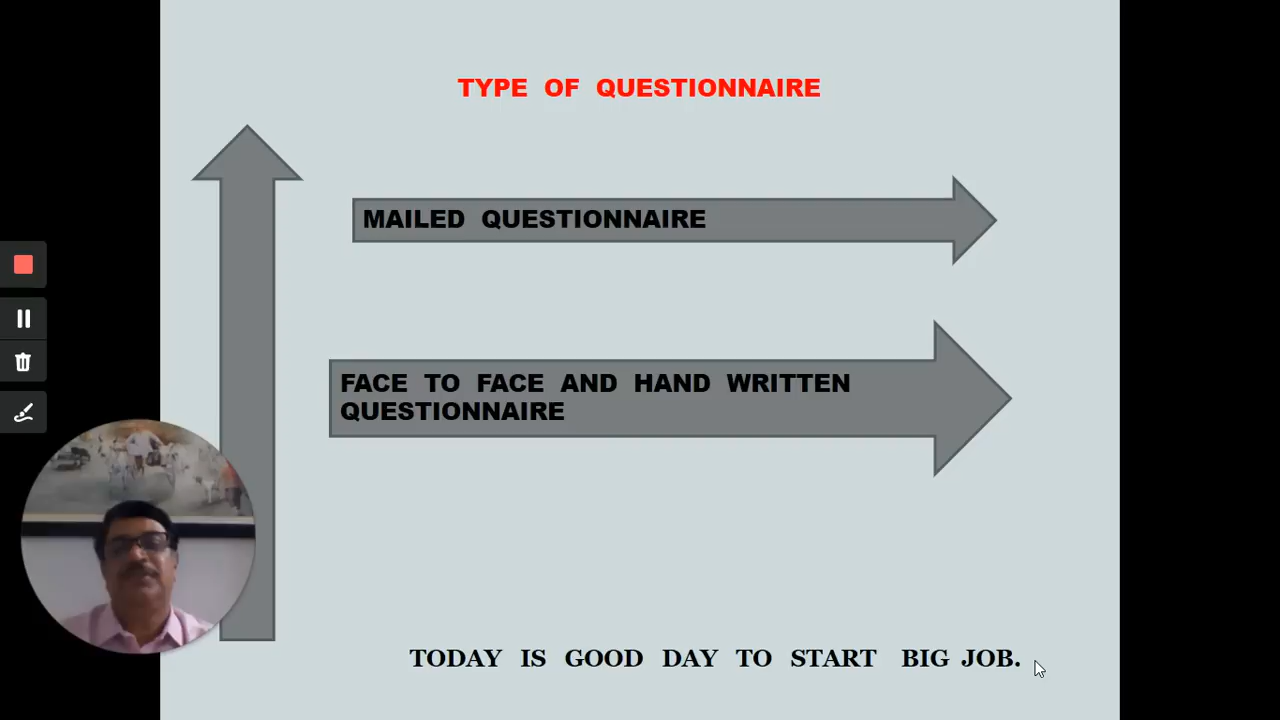 TYPE OF QUESTIONNAIRE
MAILED QUESTIONNAIRE
FACE TO FACE AND HAND WRITTEN
QUESTIONNAIRE
TODAY IS GOOD DAY TO START BIG JOB.